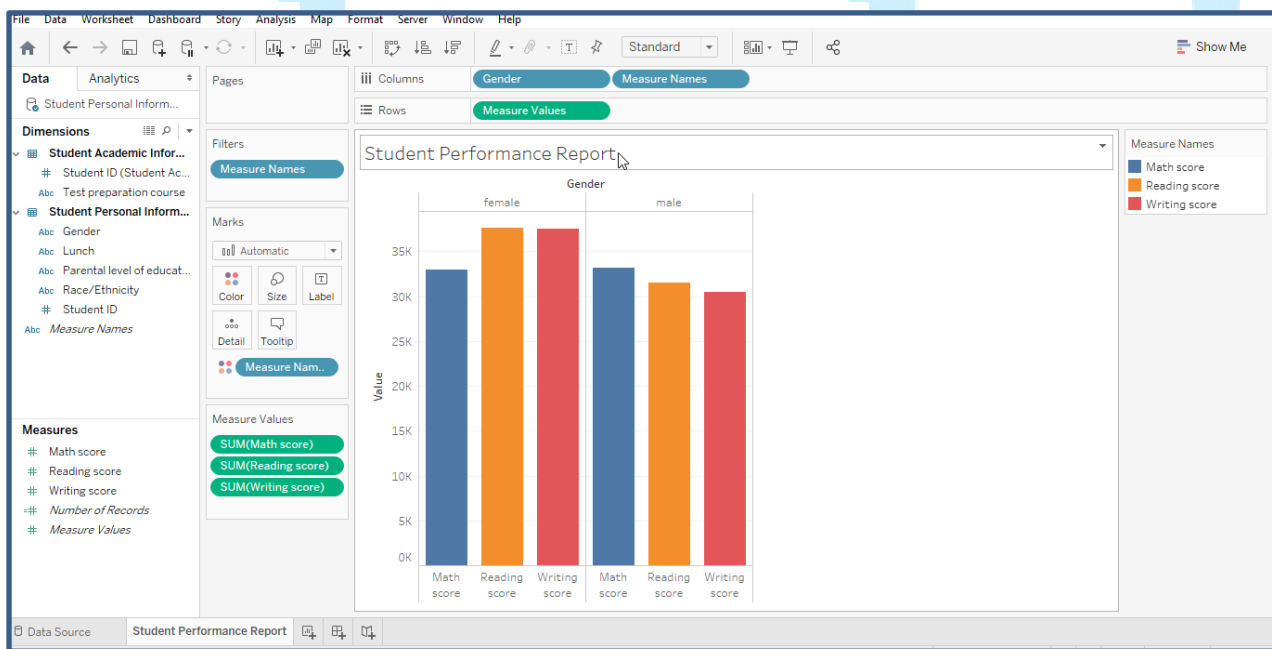 File Data Worksheet Dashboard Story Analysis Map Format Server Window Help
Standard
Show Me
Data Analytics
Student Personal Inform...
Dimensions
Student Academic Infor...
# Student ID (Student Ac...
Abc Test preparation course
Student Personal Inform...
Abc Gender
Abc Lunch
Abc Parental level of educat...
Abc Race/Ethnicity
# Student ID
Abc Measure Names
Measures
# Math score
# Reading score
# Writing score
=# Number of Records
# Measure Values
Pages
Filters
Measure Names
Marks
Automatic
Color Size Label
Detail Tooltip
Measure Nam..
Measure Values
SUM(Math score)
SUM(Reading score)
SUM(Writing score)
Columns Gender Measure Names
Rows Measure Values
Student Performance Report
Gender
female male
Value
35K
30K
25K
20K
15K
10K
5K
0K
Math Reading Writing Math Reading Writing
score score score score score score
Measure Names
Math score
Reading score
Writing score
Data Source Student Performance Report